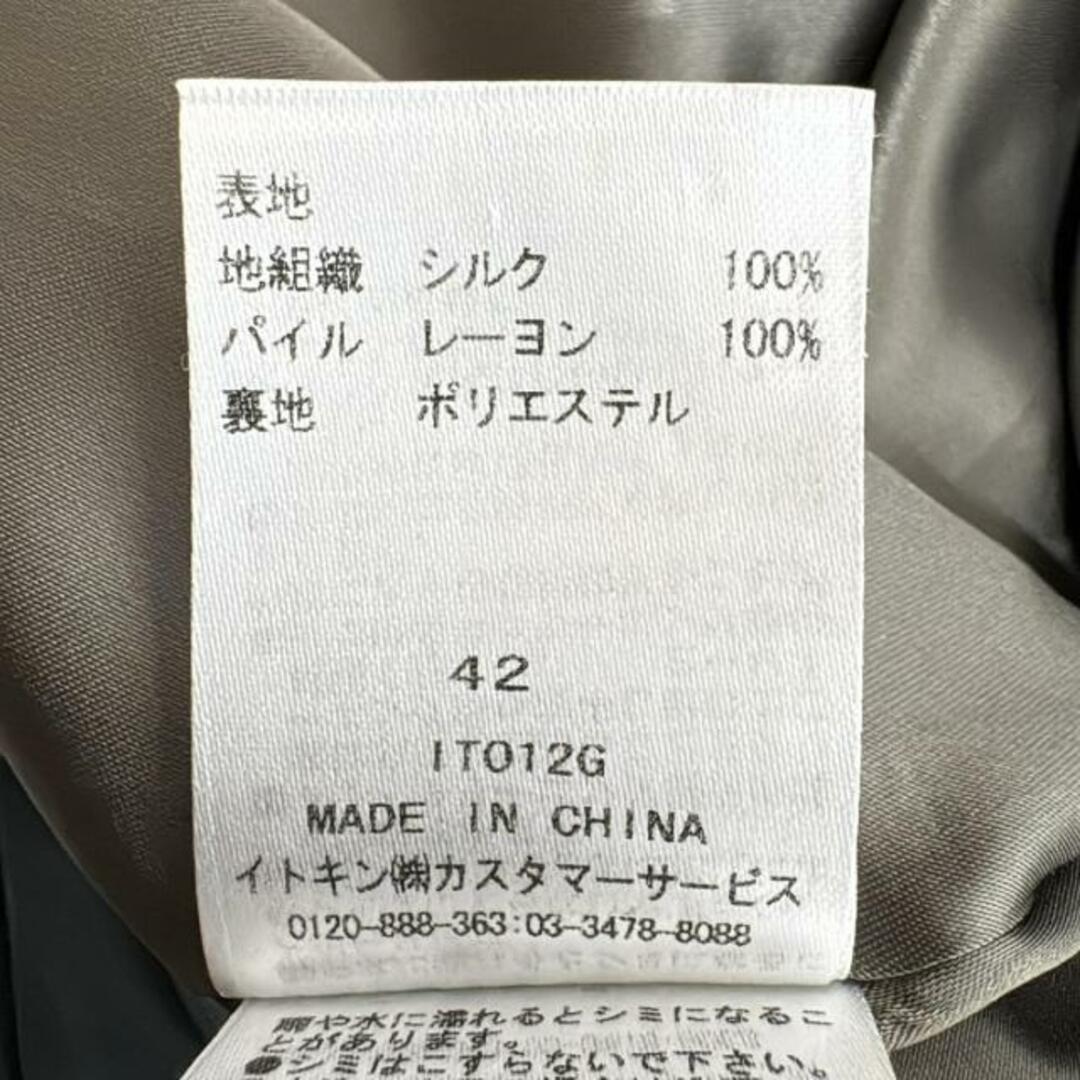 表地
地組織 シルク 100%
パイル レーヨン 100%
裏地 ポリエステル
42
IT012G
MADE IN CHINA
イトキン㈱カスタマーサービス
0120-888-363:03-3478-8088
雨や水に濡れるとシミになるこ
とがあります。
●シミはこすらないで下さい。